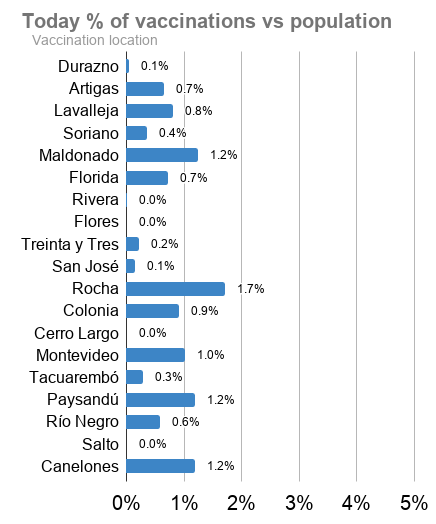 Today % of vaccinations vs population
Vaccination location
Durazno 0.1%
Artigas 0.7%
Lavalleja 0.8%
Soriano 0.4%
Maldonado 1.2%
Florida 0.7%
Rivera 0.0%
Flores 0.0%
Treinta y Tres 0.2%
San José 0.1%
Rocha 1.7%
Colonia 0.9%
Cerro Largo 0.0%
Montevideo 1.0%
Tacuarembó 0.3%
Paysandú 1.2%
Río Negro 0.6%
Salto 0.0%
Canelones 1.2%
0% 1% 2% 3% 4% 5%